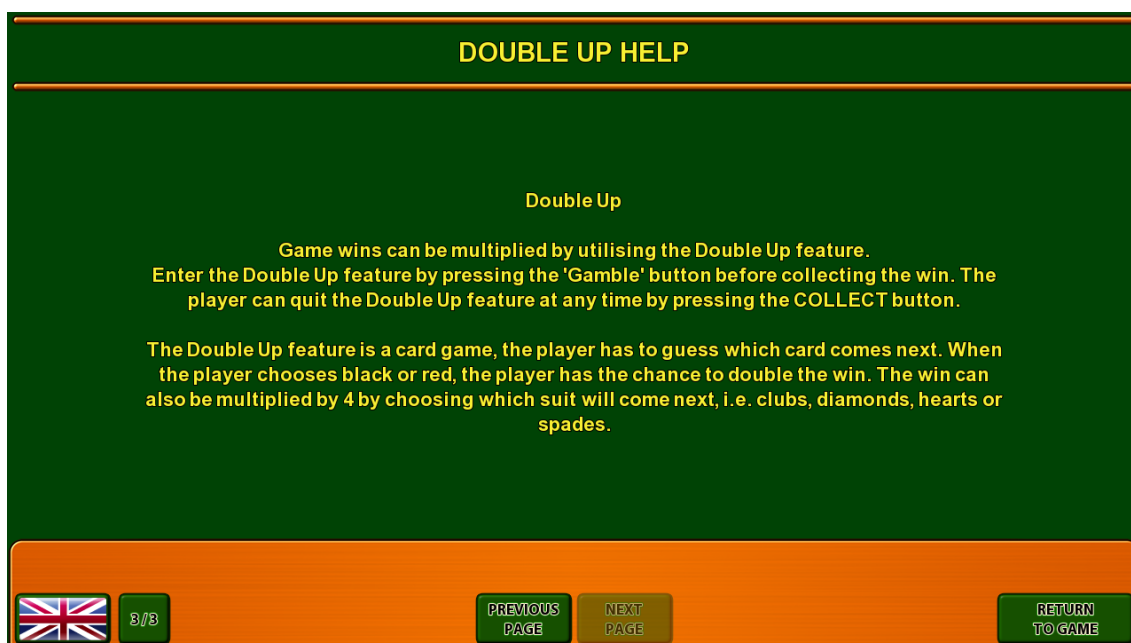 DOUBLE UP HELP
Double Up
Game wins can be multiplied by utilising the Double Up feature.
Enter the Double Up feature by pressing the 'Gamble' button before collecting the win. The
player can quit the Double Up feature at any time by pressing the COLLECT button.
The Double Up feature is a card game, the player has to guess which card comes next. When
the player chooses black or red, the player has the chance to double the win. The win can
also be multiplied by 4 by choosing which suit will come next, i.e. clubs, diamonds, hearts or
spades.
3/3
PREVIOUS
PAGE
NEXT
PAGE
RETURN
TO GAME